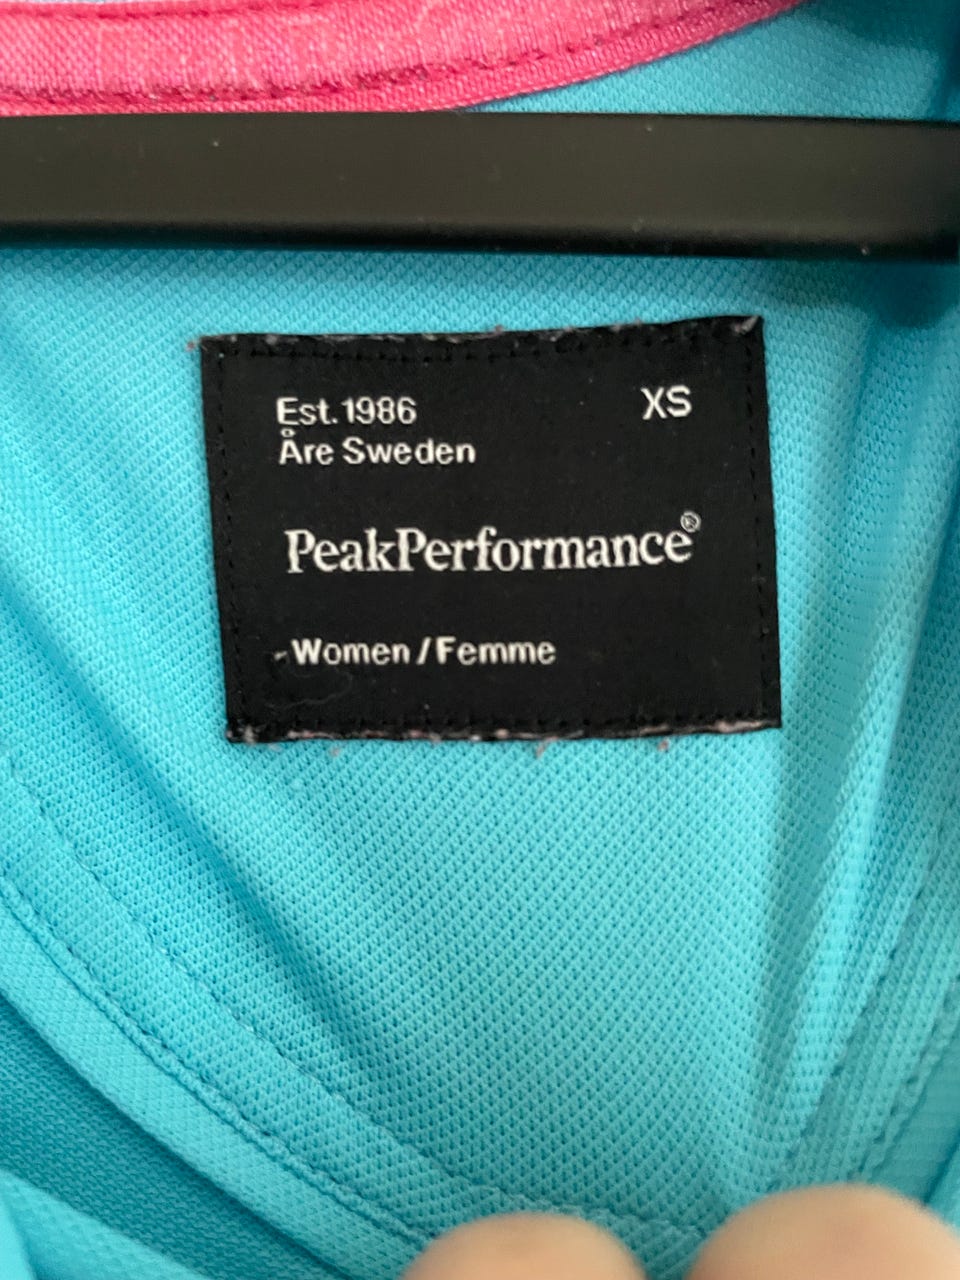 Est. 1986
XS
Åre Sweden
PeakPerformance®
Women / Femme